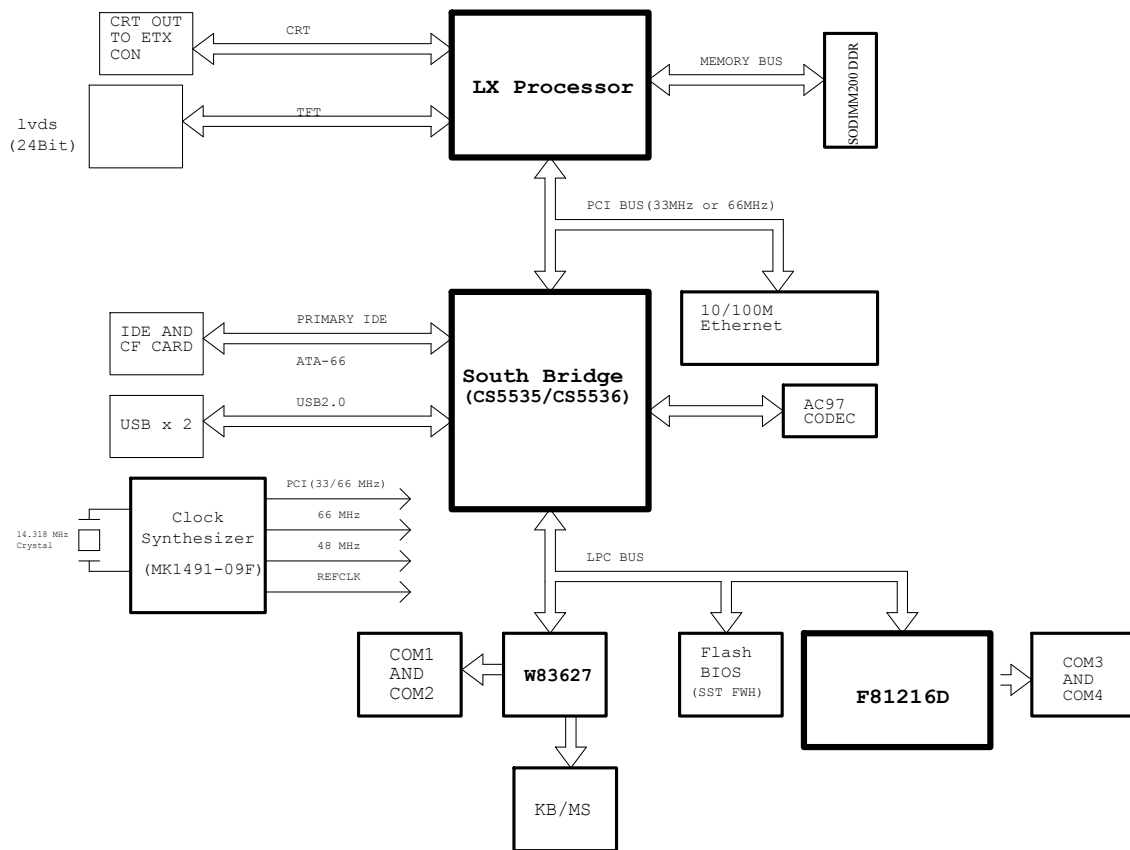 CRT OUT
TO ETX
CON
CRT
LX Processor
MEMORY BUS
SODIMM200 DDR
lvds
(24Bit)
TFT
PCI BUS(33MHz or 66MHz)
10/100M
Ethernet
IDE AND
CF CARD
PRIMARY IDE
ATA-66
South Bridge
(CS5535/CS5536)
USB x 2
USB2.0
AC97
CODEC
14.318 MHz
Crystal
Clock
Synthesizer
(MK1491-09F)
PCI(33/66 MHz)
66 MHz
48 MHz
REFCLK
LPC BUS
COM1
AND
COM2
W83627
Flash
BIOS
(SST FWH)
F81216D
COM3
AND
COM4
KB/MS